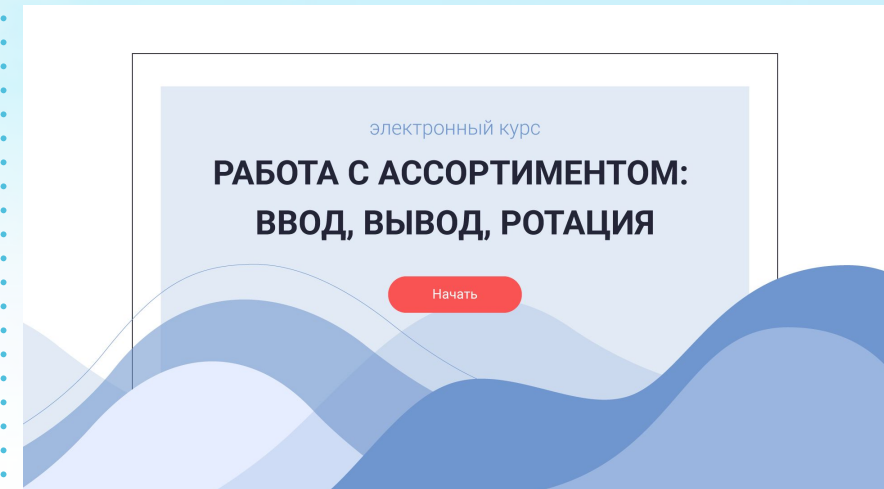 электронный курс
РАБОТА С АССОРТИМЕНТОМ:
ВВОД, ВЫВОД, РОТАЦИЯ
Начать